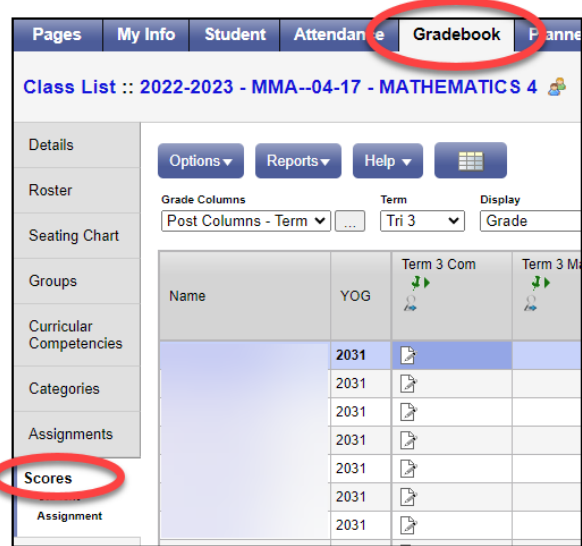 Pages My Info Student Attendance Gradebook
Class List :: 2022-2023 - MMA--04-17 - MATHEMATICS 4
Details
Roster
Seating Chart
Groups
Curricular
Competencies
Categories
Assignments
Scores
Assignment
Options Reports Help
Grade Columns Term Display
Post Columns - Term ... Tri 3 Grade
Name YOG Term 3 Com Term 3 Ma
2031
2031
2031
2031
2031
2031
2031